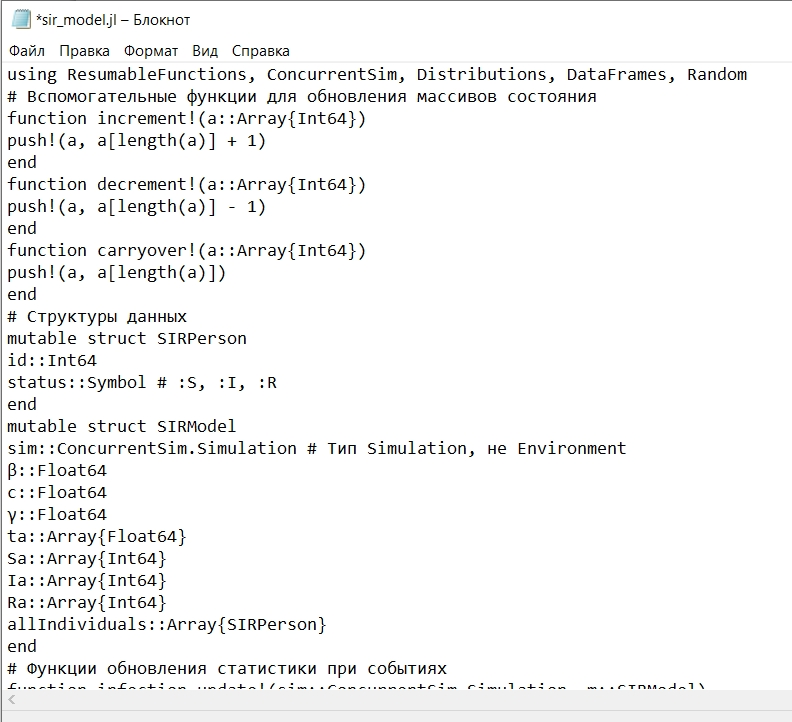 *sir_model.jl – Блокнот
Файл Правка Формат Вид Справка
using ResumableFunctions, ConcurrentSim, Distributions, DataFrames, Random
# Вспомогательные функции для обновления массивов состояния
function increment!(a::Array{Int64})
push!(a, a[length(a)] + 1)
end
function decrement!(a::Array{Int64})
push!(a, a[length(a)] - 1)
end
function carryover!(a::Array{Int64})
push!(a, a[length(a)])
end
# Структуры данных
mutable struct SIRPerson
id::Int64
status::Symbol # :S, :I, :R
end
mutable struct SIRModel
sim::ConcurrentSim.Simulation # Тип Simulation, не Environment
β::Float64
c::Float64
γ::Float64
ta::Array{Float64}
Sa::Array{Int64}
Ia::Array{Int64}
Ra::Array{Int64}
allIndividuals::Array{SIRPerson}
end
# Функции обновления статистики при событиях
function infection_update!(sim::ConcurrentSim.Simulation, m::SIRModel)